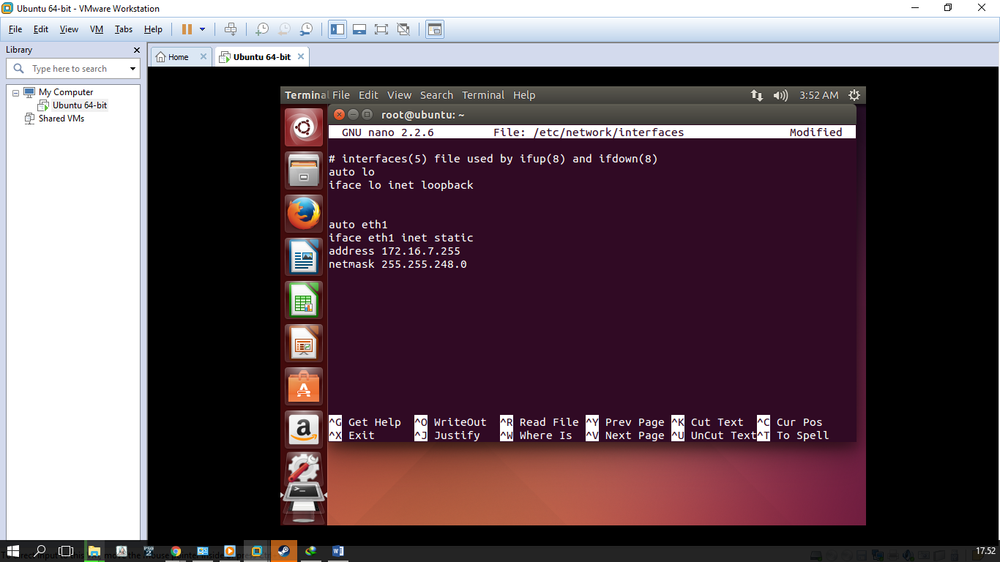 Ubuntu 64-bit - VMware Workstation
File Edit View VM Tabs Help
Library
Type here to search
My Computer
Ubuntu 64-bit
Shared VMs
Home
Ubuntu 64-bit
Terminal File Edit View Search Terminal Help
3:52 AM
root@ubuntu: ~
GNU nano 2.2.6 File: /etc/network/interfaces Modified
# interfaces(5) file used by ifup(8) and ifdown(8)
auto lo
iface lo inet loopback
auto eth1
iface eth1 inet static
address 172.16.7.255
netmask 255.255.248.0
^G Get Help ^O WriteOut ^R Read File ^Y Prev Page ^K Cut Text ^C Cur Pos
^X Exit ^J Justify ^W Where Is ^V Next Page ^U UnCut Text ^T To Spell
17.52